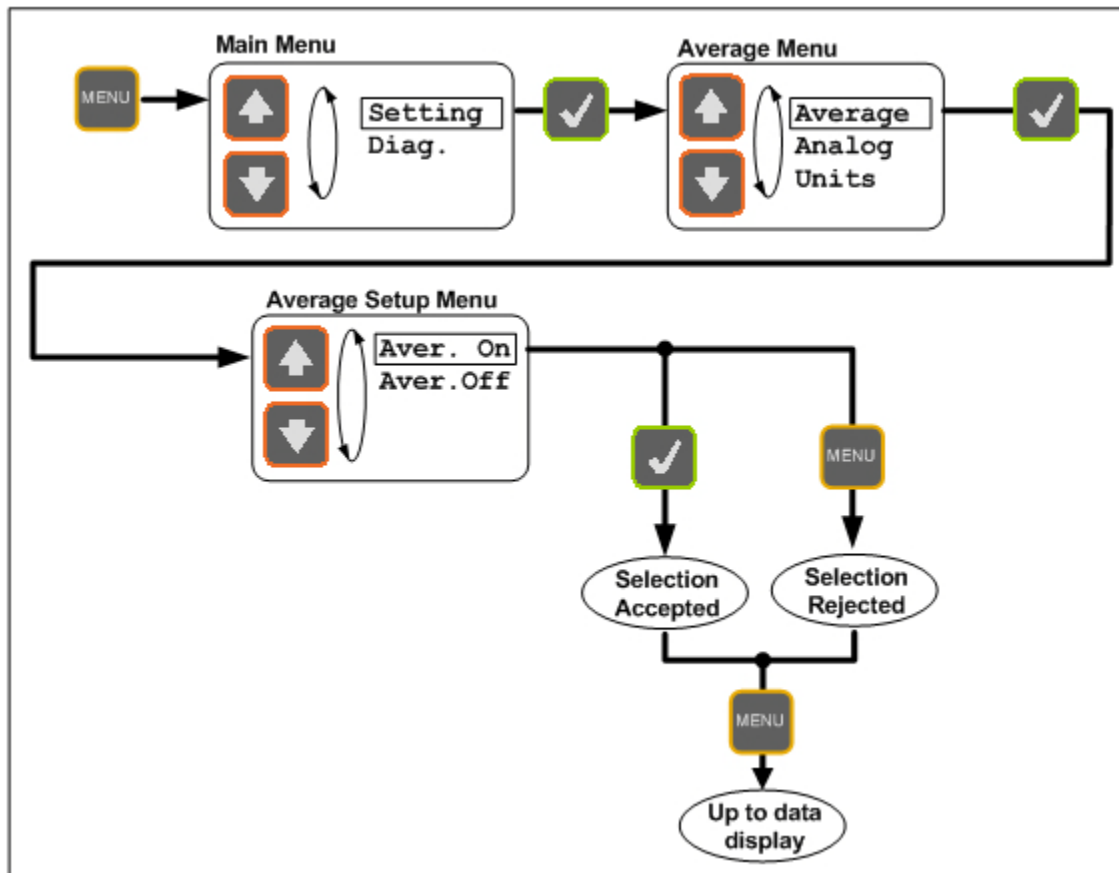 Main Menu
Average Menu
MENU
Setting
Diag.
Average
Analog
Units
Average Setup Menu
Aver. On
Aver.Off
MENU
Selection
Accepted
Selection
Rejected
MENU
Up to data
display